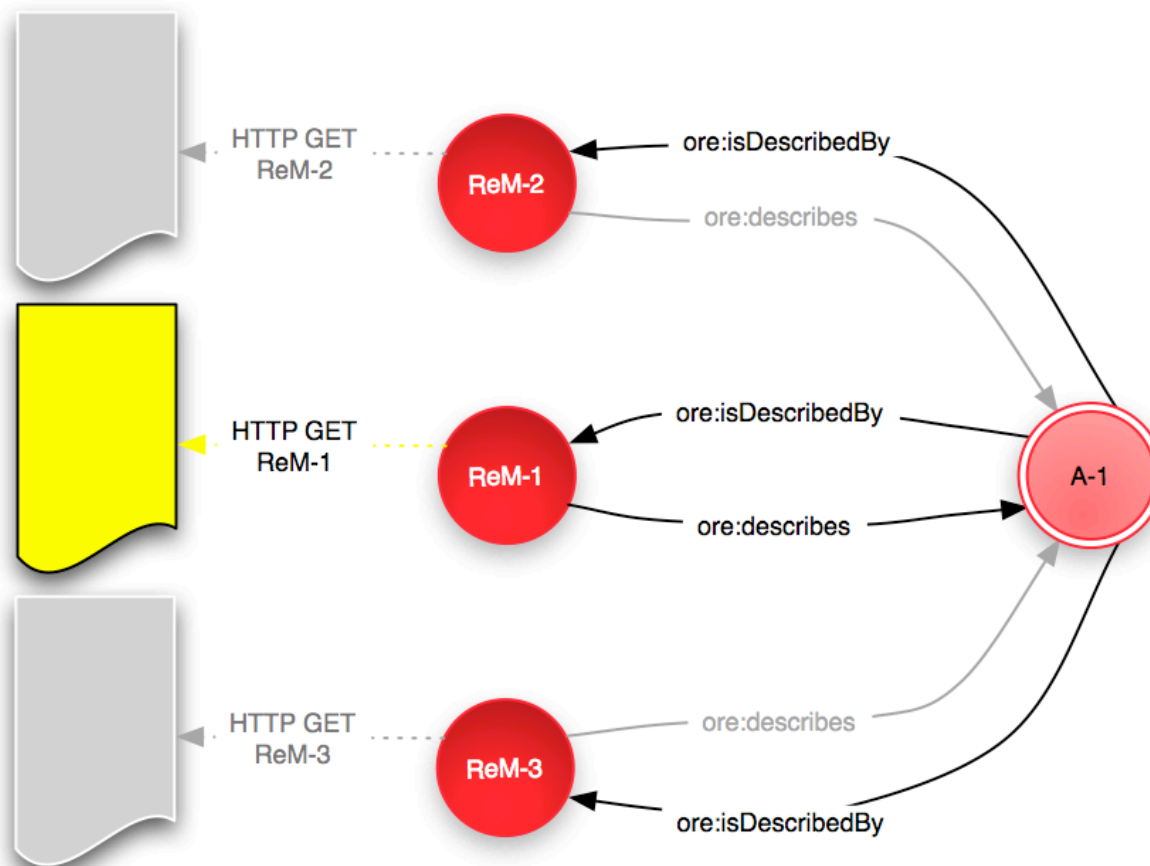 HTTP GET
ReM-2
ReM-2
ore:isDescribedBy
ore:describes
HTTP GET
ReM-1
ReM-1
ore:isDescribedBy
ore:describes
A-1
HTTP GET
ReM-3
ReM-3
ore:describes
ore:isDescribedBy